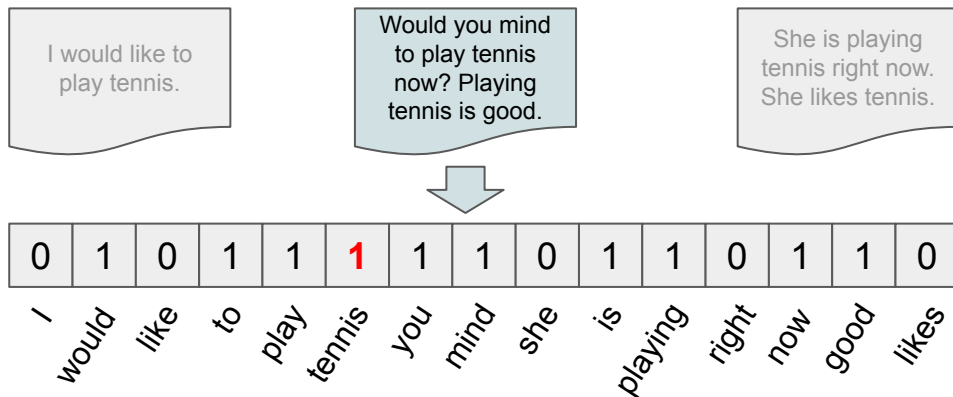 I would like to
play tennis.
Would you mind
to play tennis
now? Playing
tennis is good.
She is playing
tennis right now.
She likes tennis.
0 1 0 1 1 1 1 1 0 1 1 0 1 1 0
I would like to play tennis you mind she is playing right now good likes